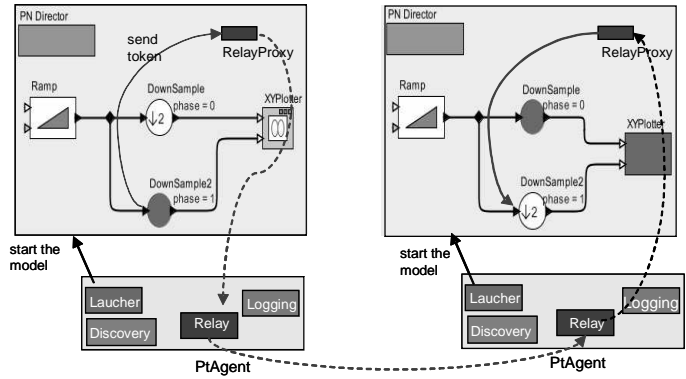 PN Director
send
token
RelayProxy
Ramp
DownSample
phase = 0
↓2
XYPlotter
DownSample2
phase = 1
start the
model
Laucher
Logging
Relay
Discovery
PtAgent
PN Director
RelayProxy
Ramp
DownSample
phase = 0
XYPlotter
DownSample2
phase = 1
↓2
start the
model
Laucher
Logging
Relay
Discovery
PtAgent